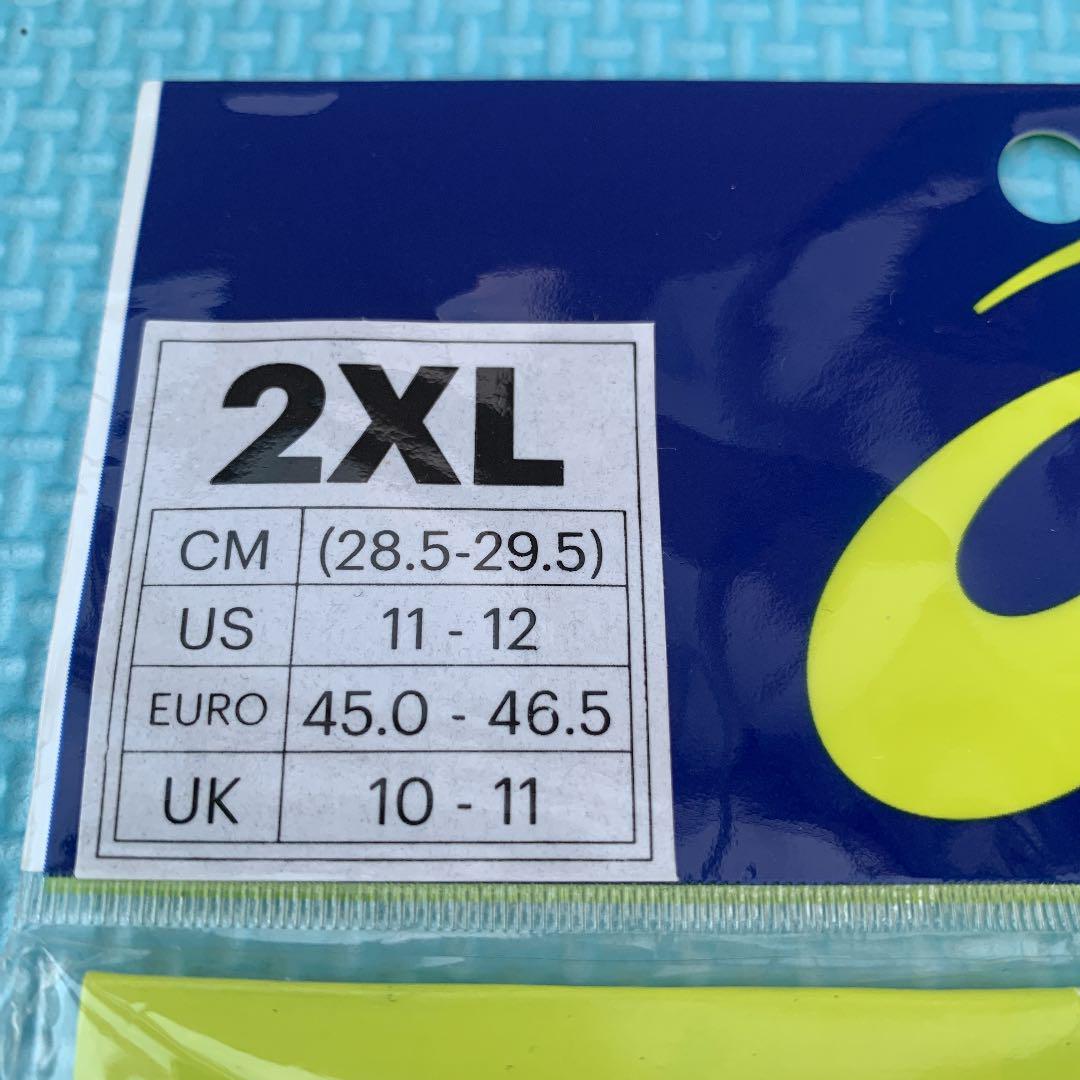 2XL
CM (28.5-29.5)
US 11 - 12
EURO 45.0 - 46.5
UK 10 - 11